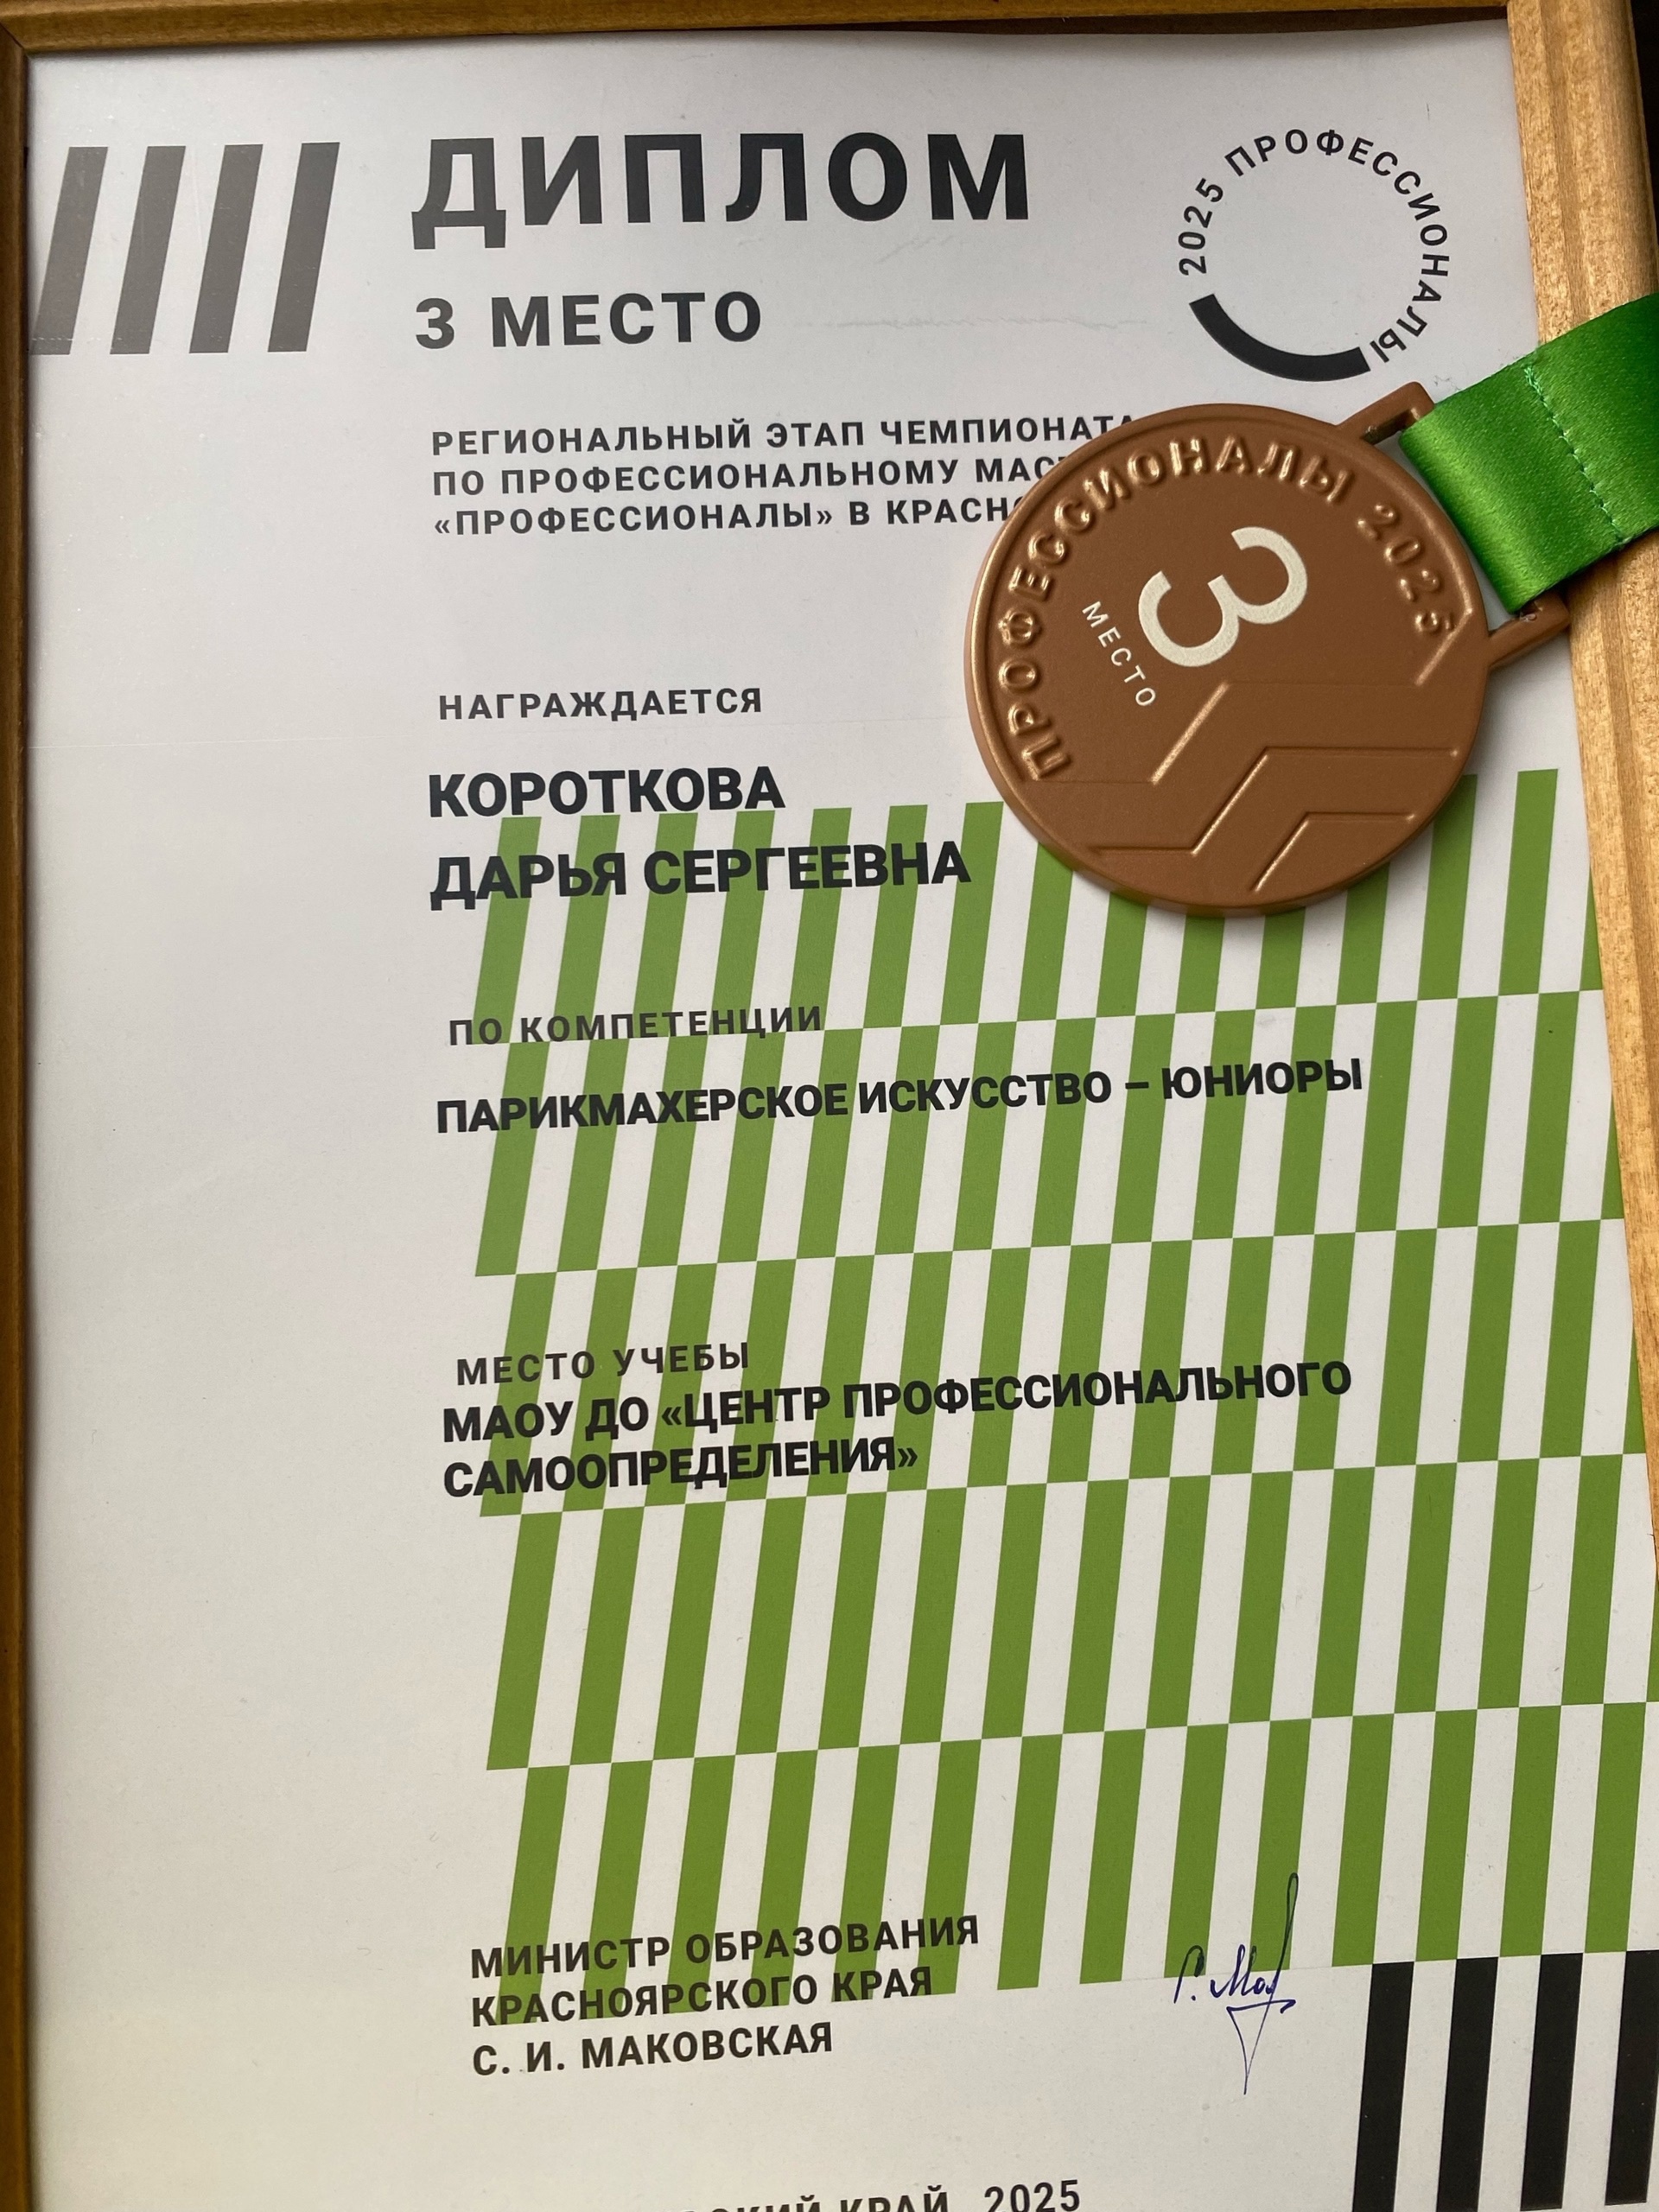 ДИПЛОМ
2025 ПРОФЕССИОНАЛЫ
3 МЕСТО
РЕГИОНАЛЬНЫЙ ЭТАП ЧЕМПИОНАТА
ПО ПРОФЕССИОНАЛЬНОМУ
«ПРОФЕССИОНАЛЫ» В
ПРОФЕССИОНАЛЫ 2025
3
МЕСТО
НАГРАЖДАЕТСЯ
КОРОТКОВА
ДАРЬЯ СЕРГЕЕВНА
ПО КОМПЕТЕНЦИИ
ПАРИКМАХЕРСКОЕ ИСКУССТВО – ЮНИОРЫ
МЕСТО УЧЕБЫ
МАОУ ДО «ЦЕНТР ПРОФЕССИОНАЛЬНОГО
САМООПРЕДЕЛЕНИЯ»
МИНИСТР ОБРАЗОВАНИЯ
КРАСНОЯРСКОГО КРАЯ
С. И. МАКОВСКАЯ
КРАЙ, 2025